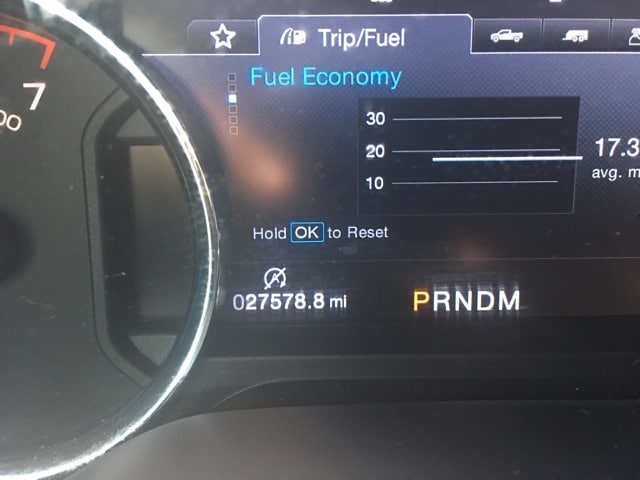 Trip/Fuel
Fuel Economy
7
00
30
20
10
17.3
avg. m
Hold OK to Reset
027578.8 mi
PRNDM